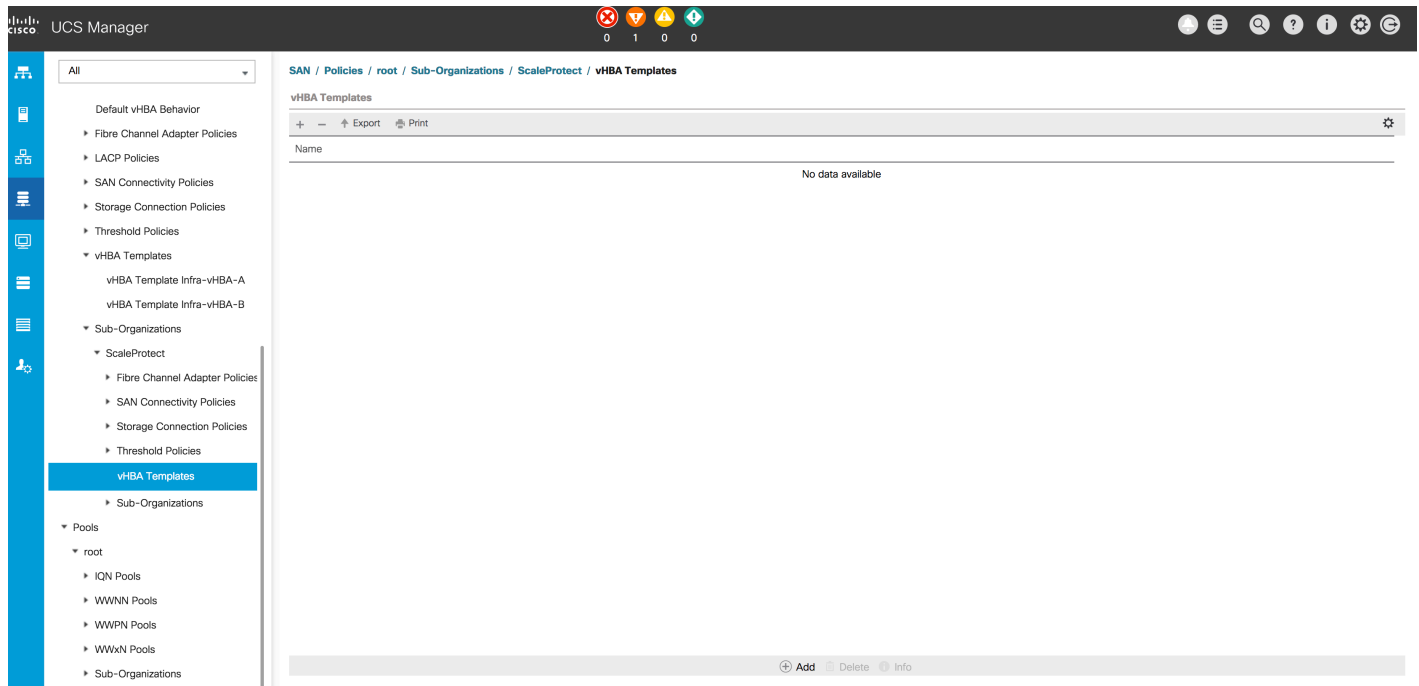 cisco. UCS Manager
0 1 0 0
All
Default vHBA Behavior
Fibre Channel Adapter Policies
LACP Policies
SAN Connectivity Policies
Storage Connection Policies
Threshold Policies
vHBA Templates
vHBA Template Infra-vHBA-A
vHBA Template Infra-vHBA-B
Sub-Organizations
ScaleProtect
Fibre Channel Adapter Policies
SAN Connectivity Policies
Storage Connection Policies
Threshold Policies
vHBA Templates
Sub-Organizations
Pools
root
IQN Pools
WWNN Pools
WWPN Pools
WWxN Pools
Sub-Organizations
SAN / Policies / root / Sub-Organizations / ScaleProtect / vHBA Templates
vHBA Templates
+ − Export Print
Name
No data available
Add Delete Info